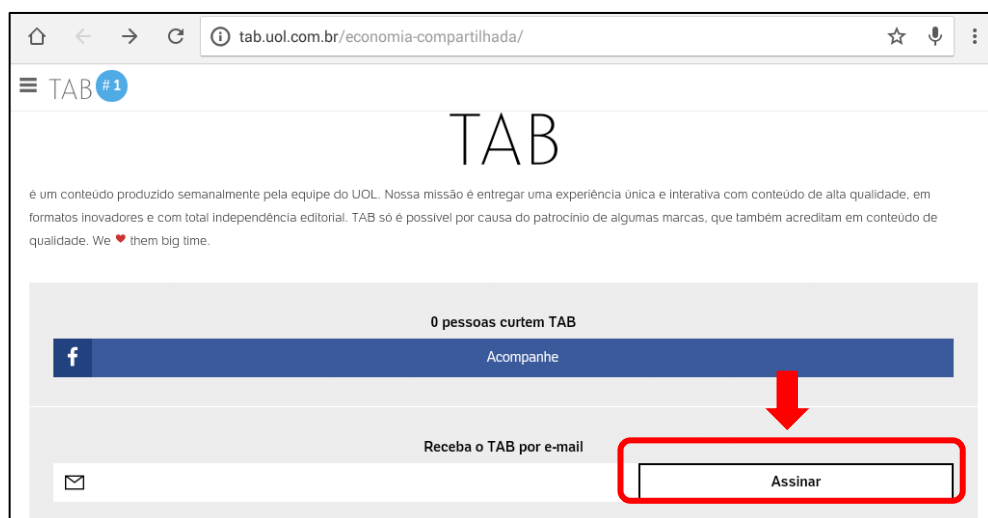 tab.uol.com.br/economia-compartilhada/
TAB #1
TAB
é um conteúdo produzido semanalmente pela equipe do UOL. Nossa missão é entregar uma experiência única e interativa com conteúdo de alta qualidade, em
formatos inovadores e com total independência editorial. TAB só é possível por causa do patrocínio de algumas marcas, que também acreditam em conteúdo de
qualidade. We ♥ them big time.
0 pessoas curtem TAB
f Acompanhe
Receba o TAB por e-mail
Assinar